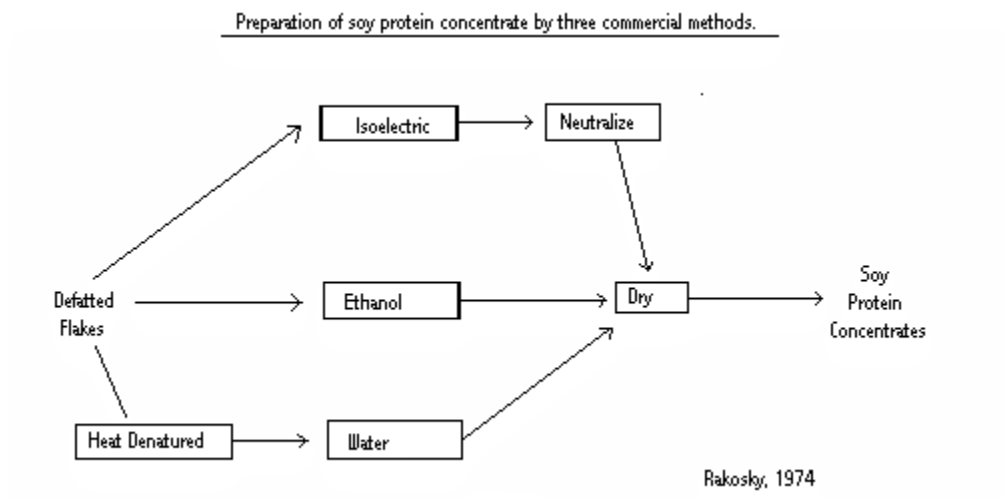 Preparation of soy protein concentrate by three commercial methods.
Isoelectric
Neutralize
Defatted
Flakes
Ethanol
Dry
Soy
Protein
Concentrates
Heat Denatured
Water
Rakosky, 1974